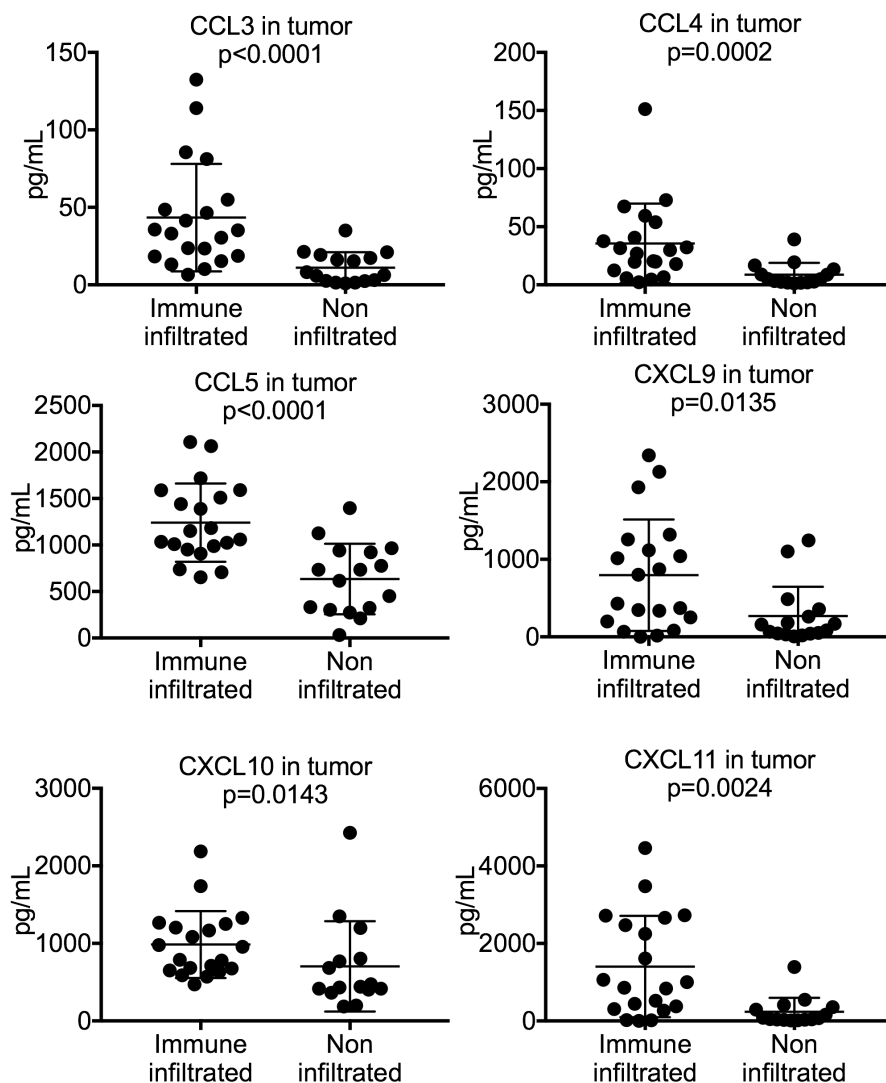 CCL3 in tumor
p<0.0001
150
100
50
0
pg/mL
Immune
infiltrated
Non
infiltrated
CCL4 in tumor
p=0.0002
200
150
100
50
0
pg/mL
Immune
infiltrated
Non
infiltrated
CCL5 in tumor
p<0.0001
2500
2000
1500
1000
500
0
pg/mL
Immune
infiltrated
Non
infiltrated
CXCL9 in tumor
p=0.0135
3000
2000
1000
0
pg/mL
Immune
infiltrated
Non
infiltrated
CXCL10 in tumor
p=0.0143
3000
2000
1000
0
pg/mL
Immune
infiltrated
Non
infiltrated
CXCL11 in tumor
p=0.0024
6000
4000
2000
0
pg/mL
Immune
infiltrated
Non
infiltrated